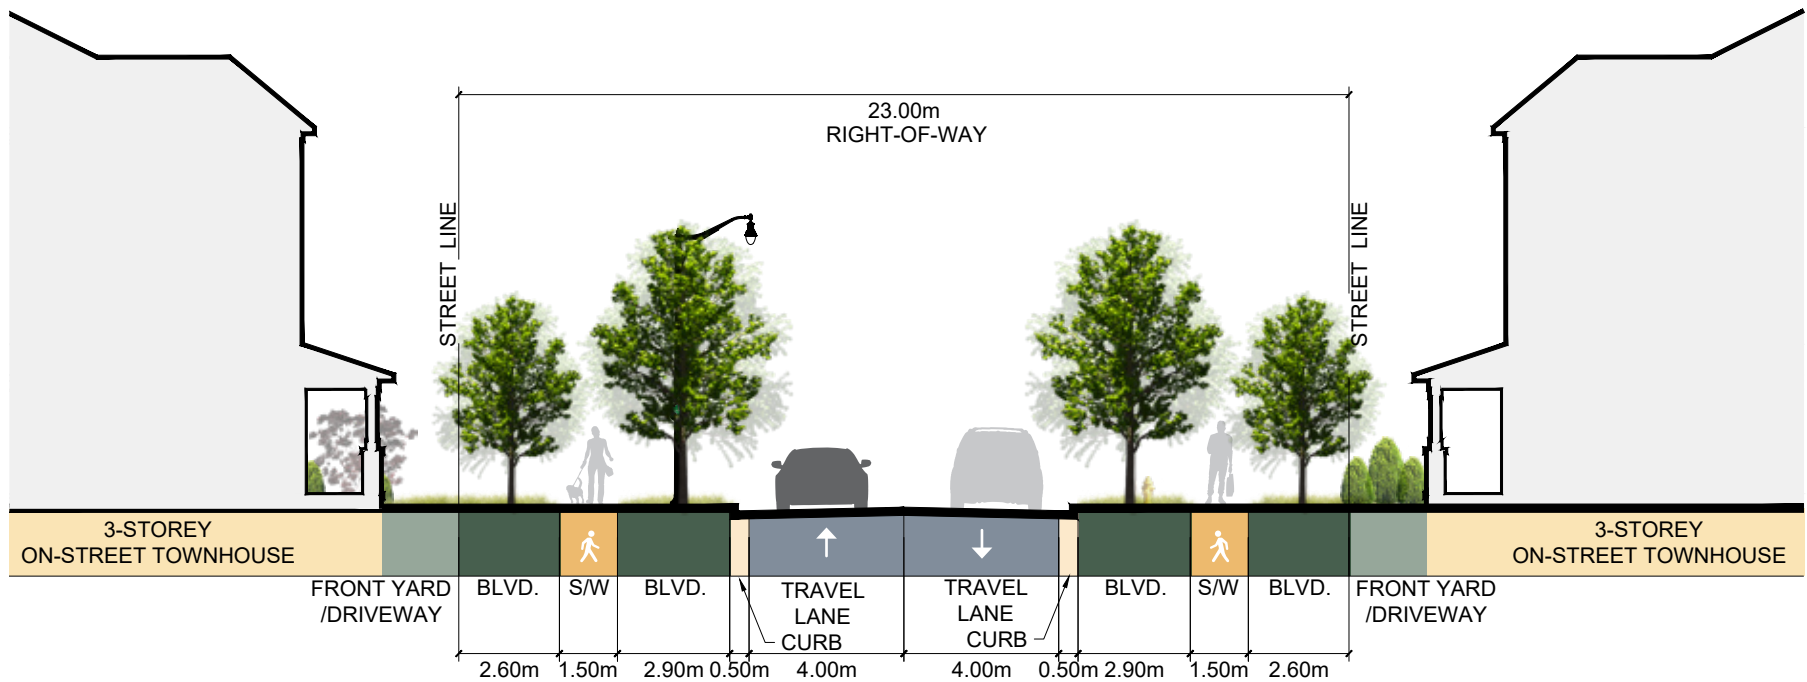 23.00m
RIGHT-OF-WAY
STREET LINE
STREET LINE
3-STOREY
ON-STREET TOWNHOUSE
3-STOREY
ON-STREET TOWNHOUSE
FRONT YARD
/DRIVEWAY
BLVD.
S/W
BLVD.
TRAVEL
LANE
CURB
TRAVEL
LANE
CURB
BLVD.
S/W
BLVD.
FRONT YARD
/DRIVEWAY
2.60m 1.50m 2.90m 0.50m 4.00m 4.00m 0.50m 2.90m 1.50m 2.60m